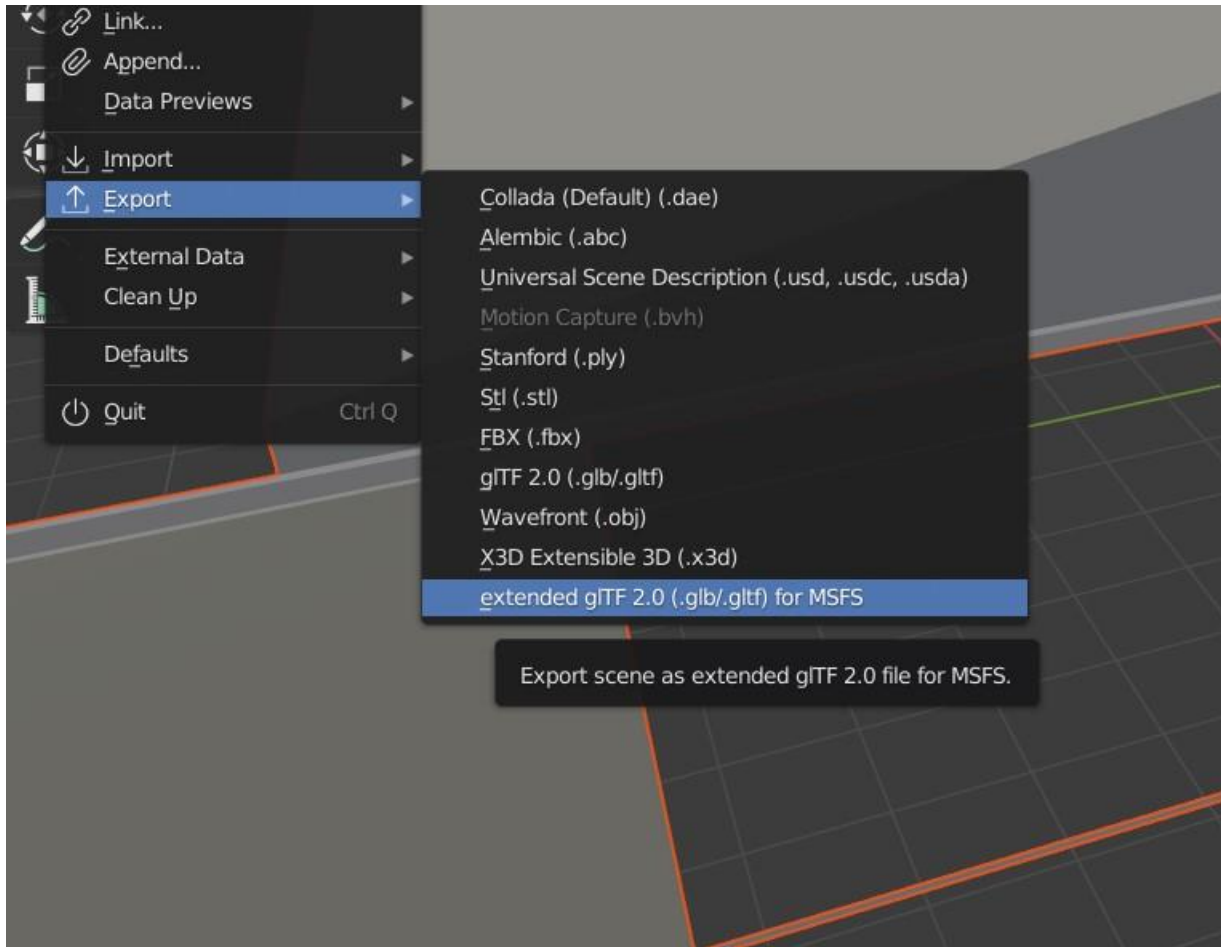 Link...
Append...
Data Previews
Import
Export
External Data
Clean Up
Defaults
Quit Ctrl Q
Collada (Default) (.dae)
Alembic (.abc)
Universal Scene Description (.usd, .usdc, .usda)
Motion Capture (.bvh)
Stanford (.ply)
Stl (.stl)
FBX (.fbx)
glTF 2.0 (.glb/.gltf)
Wavefront (.obj)
X3D Extensible 3D (.x3d)
extended glTF 2.0 (.glb/.gltf) for MSFS
Export scene as extended glTF 2.0 file for MSFS.